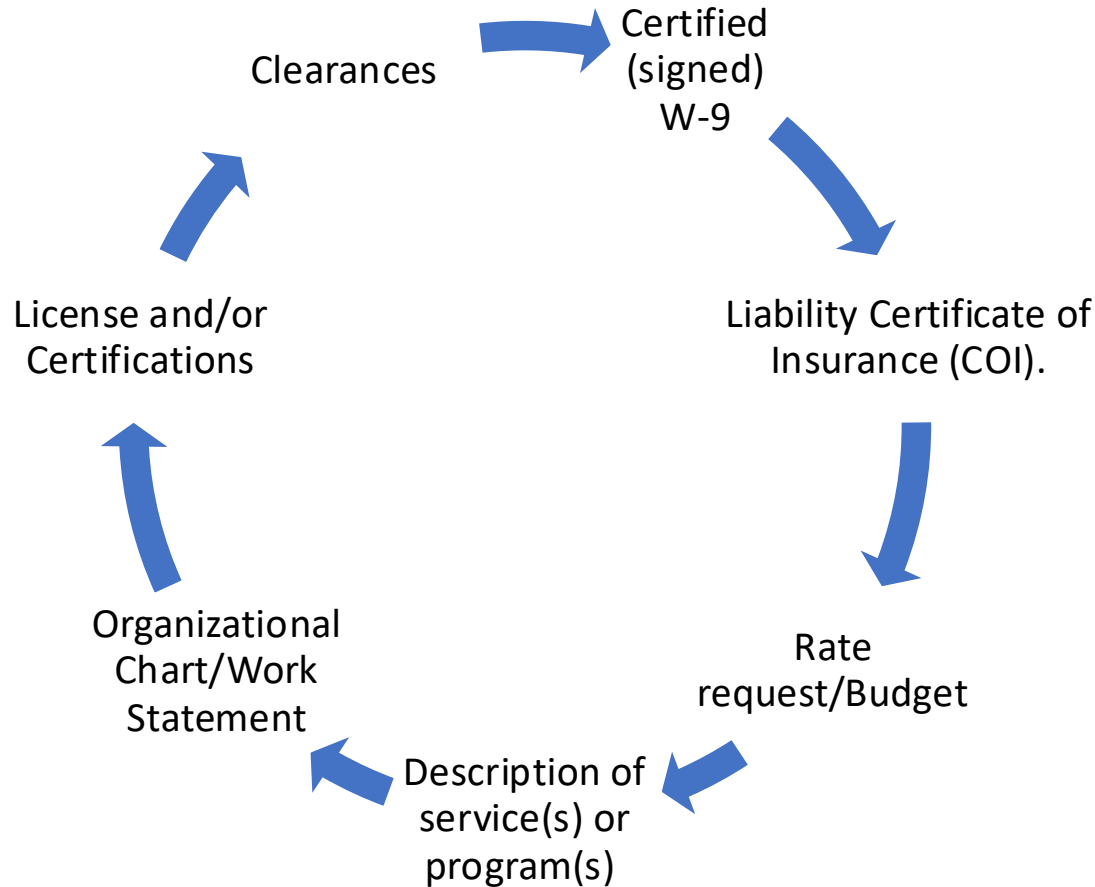 Certified
(signed)
W-9
Liability Certificate of
Insurance (COI).
Rate
request/Budget
Description of
service(s) or
program(s)
Organizational
Chart/Work
Statement
License and/or
Certifications
Clearances